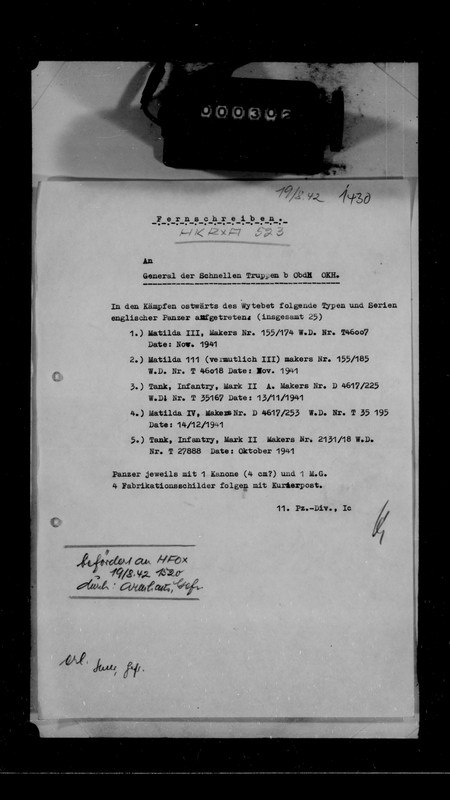 000302
19/8.42 1430
Fernschreiben.
HKRXA 523
An
General der Schnellen Truppen b ObdH OKH.
In den Kämpfen ostwärts des Wytebet folgende Typen und Serien
englischer Panzer aufgetreten: (insgesamt 25)
1.) Matilda III, Makers Nr. 155/174 W.D. Nr. T46007
Date: Nov. 1941
2.) Matilda 111 (vermutlich III) makers Nr. 155/185
W.D. Nr. T 46018 Date: Nov. 1941
3.) Tank, Infantry, Mark II A. Makers Nr. D 4617/225
W.D. Nr. T 35167 Date: 13/11/1941
4.) Matilda IV, Makers Nr. D 4617/253 W.D. Nr. T 35 195
Date: 14/12/1941
5.) Tank, Infantry, Mark II Makers Nr. 2131/18 W.D.
Nr. T 27888 Date: Oktober 1941
Panzer jeweils mit 1 Kanone (4 cm?) und 1 M.G.
4 Fabrikationsschilder folgen mit Kurierpost.
11. Pz.-Div., Ic
befördert an HFOX
19/8.42 1520
durch: Gefr.
erl.